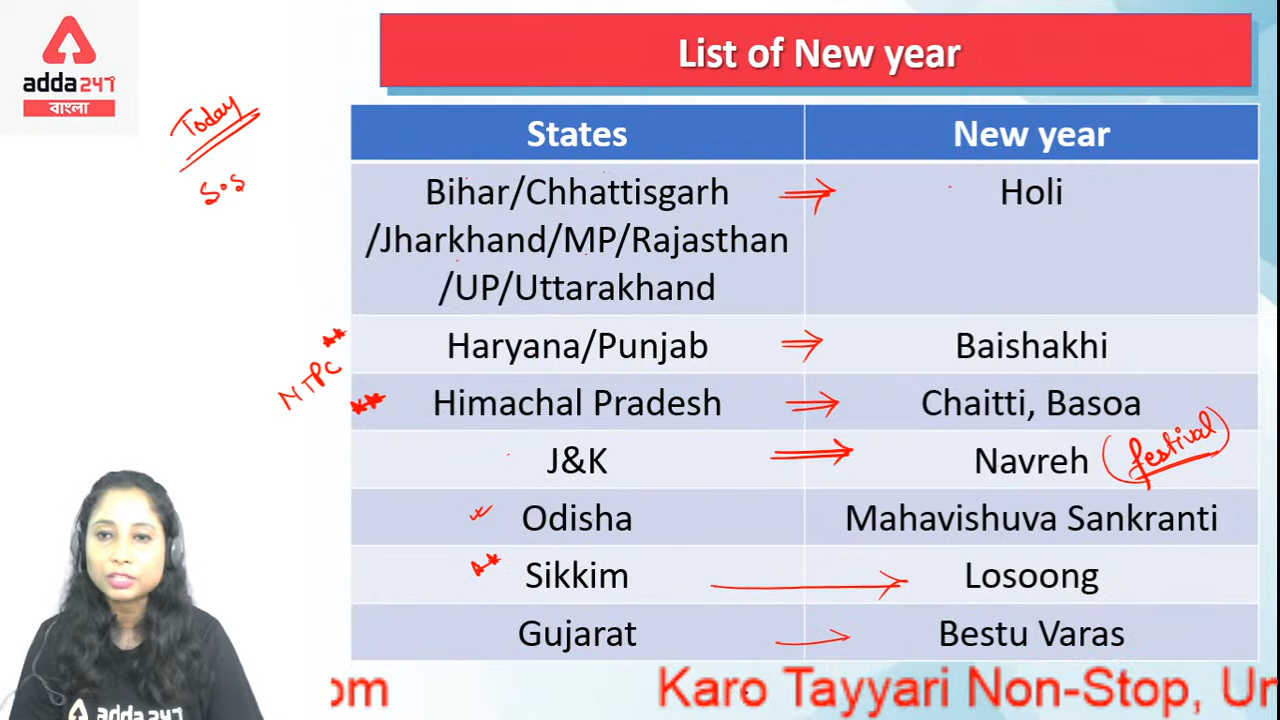 adda247
বাংলা
Today
S.S
List of New year
States New year
Bihar/Chhattisgarh Holi
/Jharkhand/MP/Rajasthan
/UP/Uttarakhand
Haryana/Punjab Baishakhi
NTPC
Himachal Pradesh Chaitti, Basoa
J&K Navreh (festival)
Odisha Mahavishuva Sankranti
Sikkim Losoong
Gujarat Bestu Varas
om Karo Tayyari Non-Stop, Un
adda247